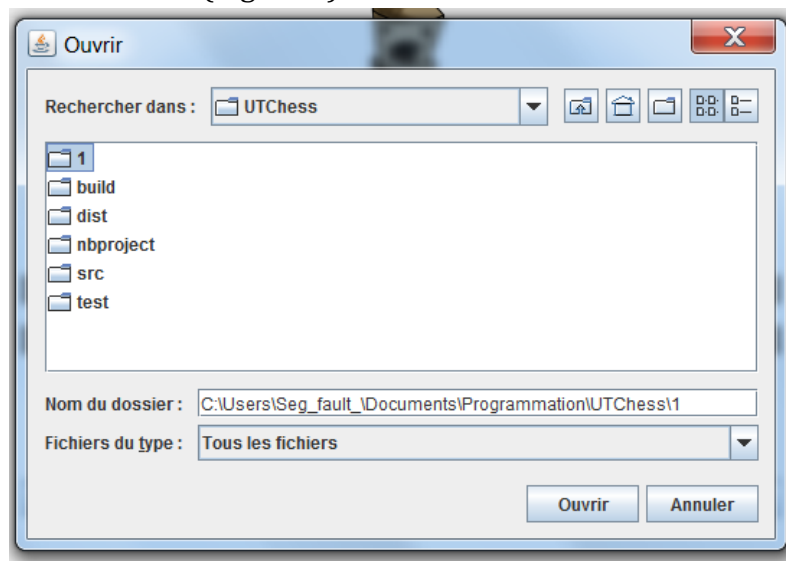 Ouvrir
Rechercher dans : UTChess
1
build
dist
nbproject
src
test
Nom du dossier : C:\Users\Seg_fault_\Documents\Programmation\UTChess\1
Fichiers du type : Tous les fichiers
Ouvrir Annuler